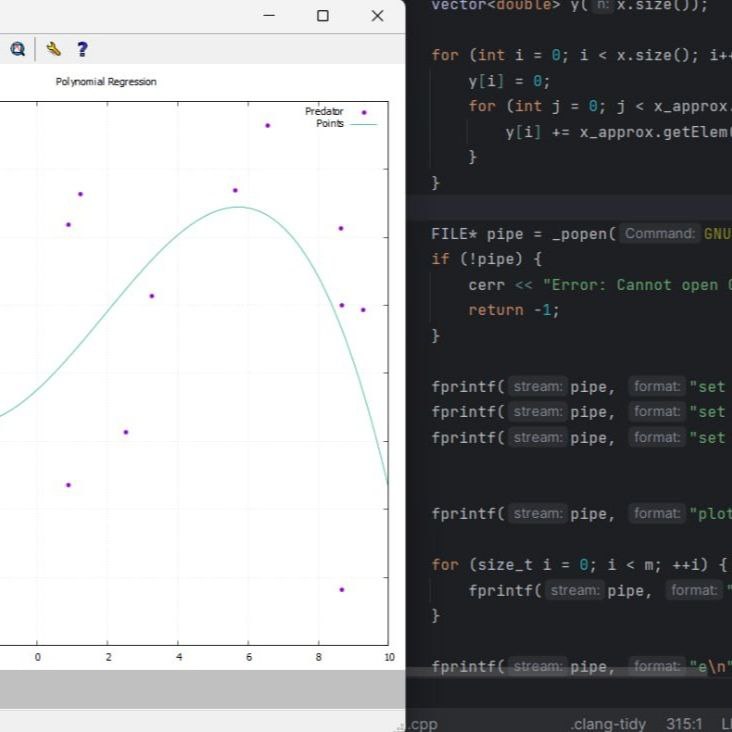 Polynomial Regression
Predator
Points
0 2 4 6 8 10
vector<double> y( n: x.size());
for (int i = 0; i < x.size(); i++
y[i] = 0;
for (int j = 0; j < x_approx.
y[i] += x_approx.getElem(
}
}
FILE* pipe = _popen( Command: GNU
if (!pipe) {
cerr << "Error: Cannot open
return -1;
}
fprintf( stream: pipe, format: "set
fprintf( stream: pipe, format: "set
fprintf( stream: pipe, format: "set
fprintf( stream: pipe, format: "plot
for (size_t i = 0; i < m; ++i) {
fprintf( stream: pipe, format: "
}
fprintf( stream: pipe, format: "e\n"
.cpp .clang-tidy 315:1